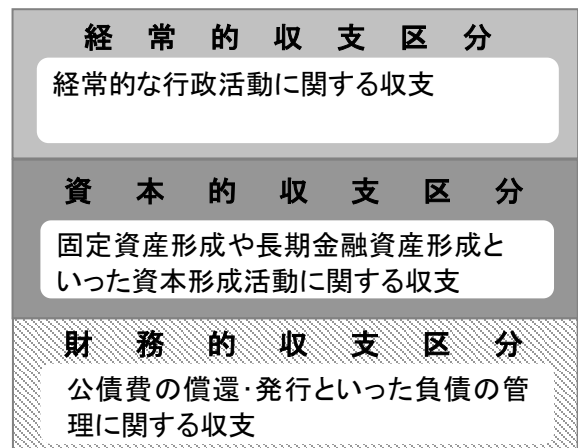 経常的収支区分
経常的な行政活動に関する収支
資本的収支区分
固定資産形成や長期金融資産形成と
いった資本形成活動に関する収支
財務的収支区分
公債費の償還・発行といった負債の管
理に関する収支